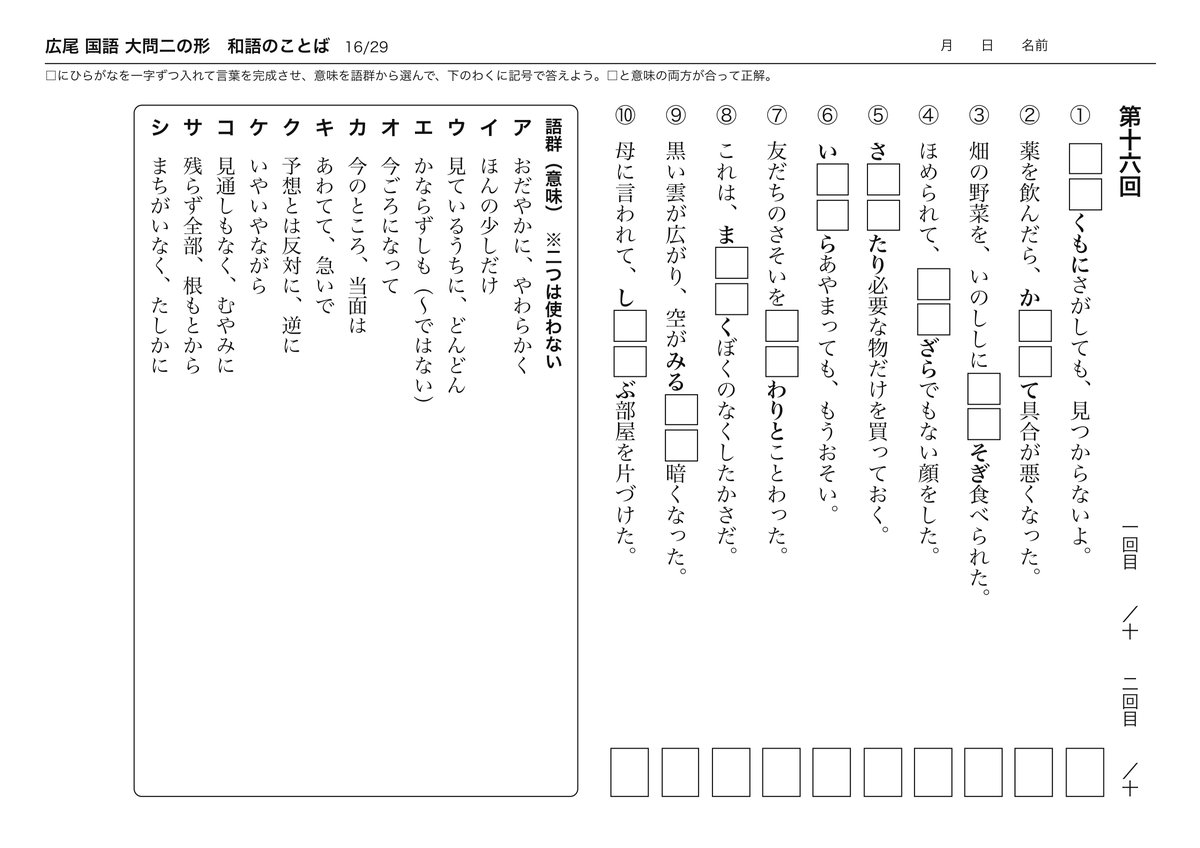 広尾 国語 大問二の形　和語のことば 16/29
月　日　名前
□にひらがなを一字ずつ入れて言葉を完成させ、意味を語群から選んで、下のわくに記号で答えよう。□と意味の両方が合って正解。
第十六回　一回目　／十　二回目　／十
① □□くもにさがしても、見つからないよ。
② 薬を飲んだら、か□□て具合が悪くなった。
③ 畑の野菜を、いのししに□□そぎ食べられた。
④ ほめられて、□□ざらでもない顔をした。
⑤ さ□□たり必要な物だけを買っておく。
⑥ い□□らあやまっても、もうおそい。
⑦ 友だちのさそいを□□わりとことわった。
⑧ これは、ま□□くぼくのなくしたかさだ。
⑨ 黒い雲が広がり、空がみる□□暗くなった。
⑩ 母に言われて、し□□ぶ部屋を片づけた。
語群（意味）　※二つは使わない
ア　おだやかに、やわらかく
イ　ほんの少しだけ
ウ　見ているうちに、どんどん
エ　かならずしも（〜ではない）
オ　今ごろになって
カ　今のところ、当面は
キ　あわてて、急いで
ク　予想とは反対に、逆に
ケ　いやいやながら
コ　見通しもなく、むやみに
サ　残らず全部、根もとから
シ　まちがいなく、たしかに